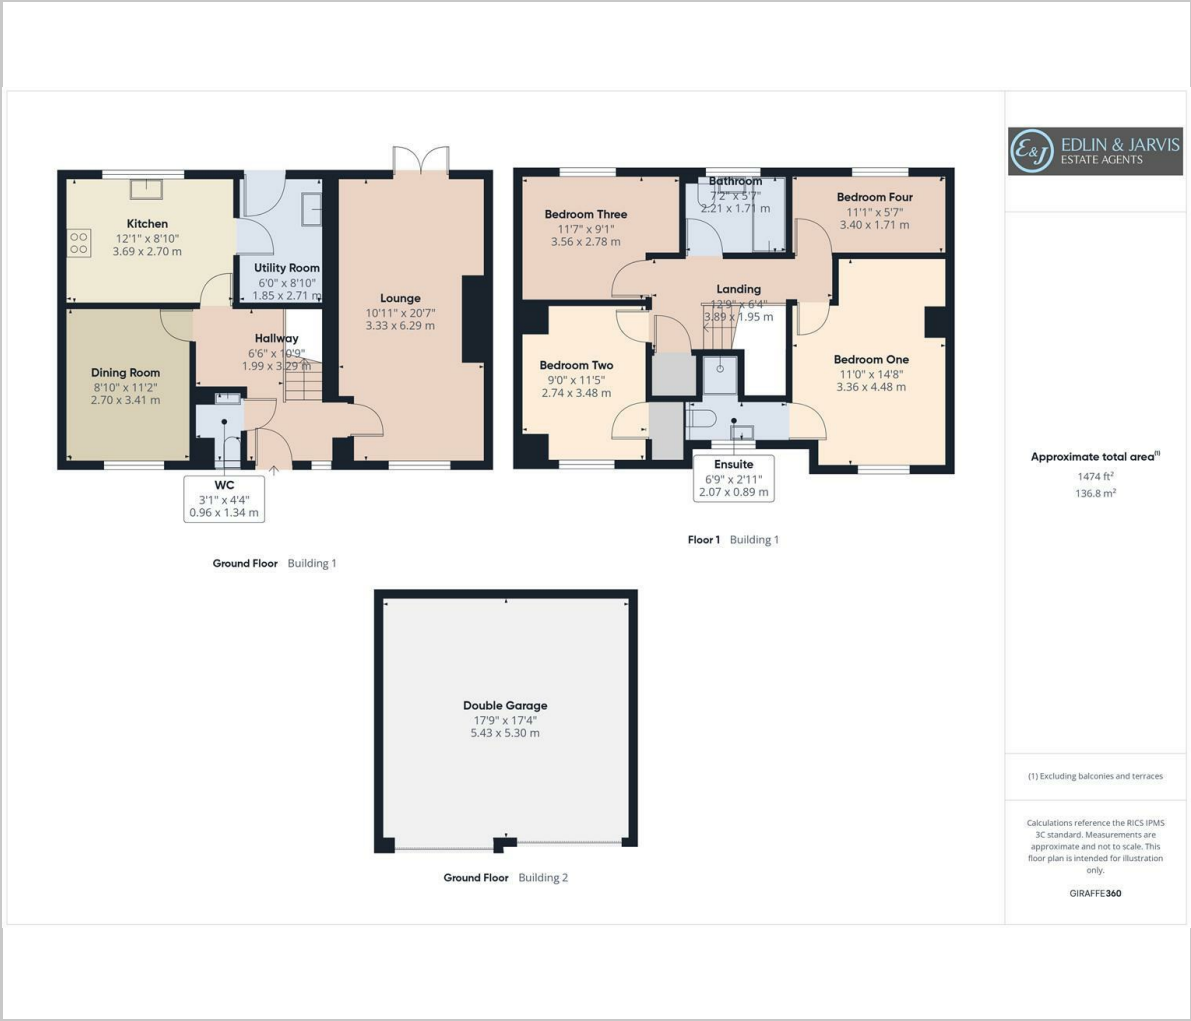 Kitchen
12'1" x 8'10"
3.69 x 2.70 m
Utility Room
6'0" x 8'10"
1.85 x 2.71 m
Lounge
10'11" x 20'7"
3.33 x 6.29 m
Hallway
6'6" x 10'9"
1.99 x 3.29 m
Dining Room
8'10" x 11'2"
2.70 x 3.41 m
WC
3'1" x 4'4"
0.96 x 1.34 m
Ground Floor Building 1
Bedroom Three
11'7" x 9'1"
3.56 x 2.78 m
Bathroom
7'2" x 5'7"
2.21 x 1.71 m
Bedroom Four
11'1" x 5'7"
3.40 x 1.71 m
Landing
12'9" x 6'4"
3.89 x 1.95 m
Bedroom Two
9'0" x 11'5"
2.74 x 3.48 m
Bedroom One
11'0" x 14'8"
3.36 x 4.48 m
Ensuite
6'9" x 2'11"
2.07 x 0.89 m
Floor 1 Building 1
Double Garage
17'9" x 17'4"
5.43 x 5.30 m
Ground Floor Building 2
E&J
EDLIN & JARVIS
ESTATE AGENTS
Approximate total area(1)
1474 ft²
136.8 m²
(1) Excluding balconies and terraces
Calculations reference the RICS IPMS
3C standard. Measurements are
approximate and not to scale. This
floor plan is intended for illustration
only.
GIRAFFE360